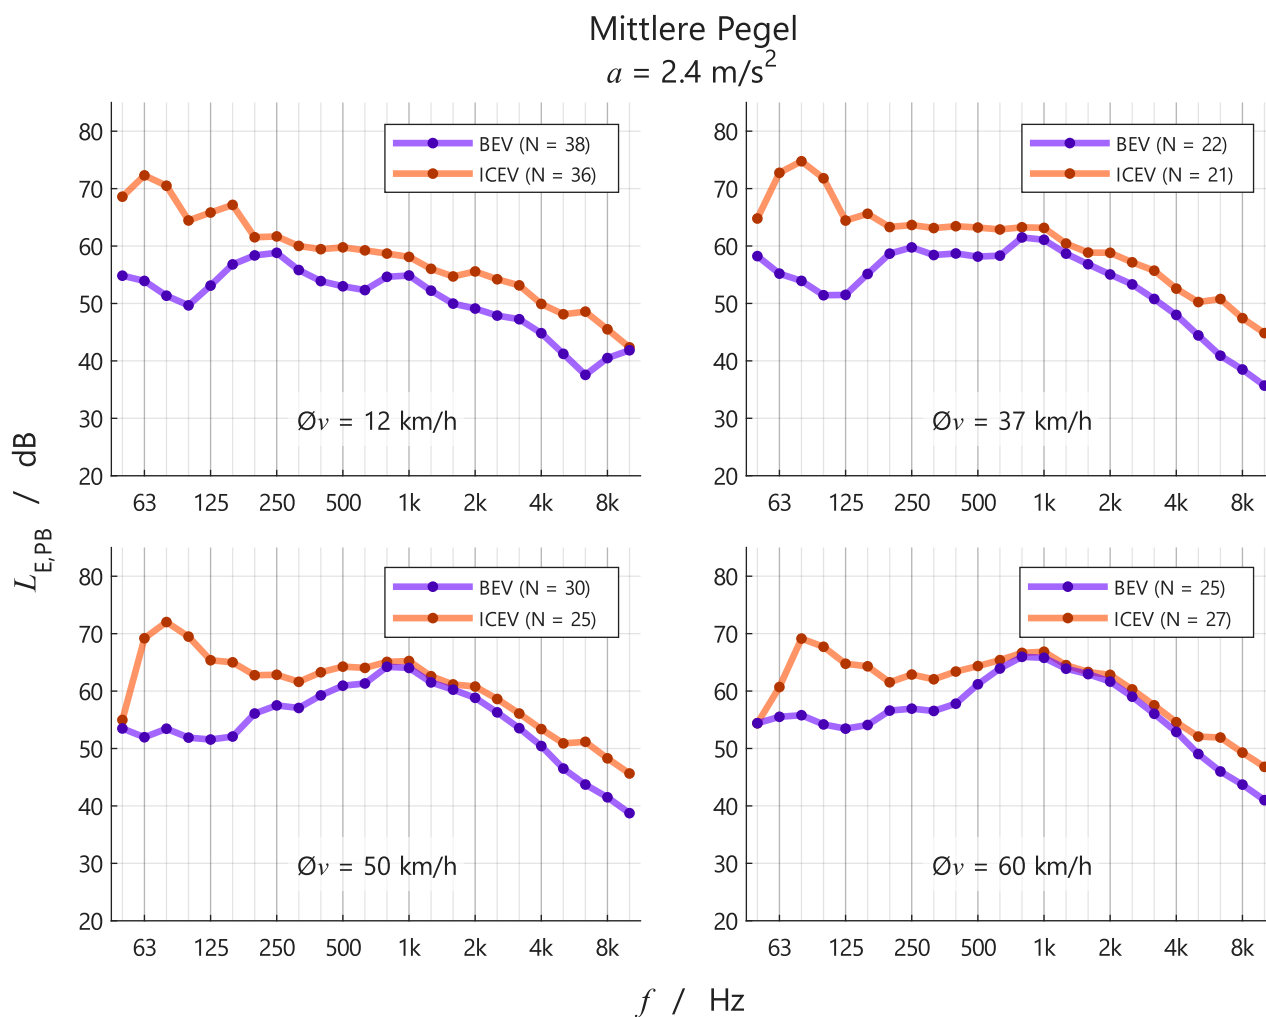 Mittlere Pegel
a = 2.4 m/s²
80
70
60
50
40
30
20
63 125 250 500 1k 2k 4k 8k
BEV (N = 38)
ICEV (N = 36)
Øv = 12 km/h
80
70
60
50
40
30
20
63 125 250 500 1k 2k 4k 8k
BEV (N = 22)
ICEV (N = 21)
Øv = 37 km/h
80
70
60
50
40
30
20
63 125 250 500 1k 2k 4k 8k
BEV (N = 30)
ICEV (N = 25)
Øv = 50 km/h
80
70
60
50
40
30
20
63 125 250 500 1k 2k 4k 8k
BEV (N = 25)
ICEV (N = 27)
Øv = 60 km/h
L_E,PB / dB
f / Hz